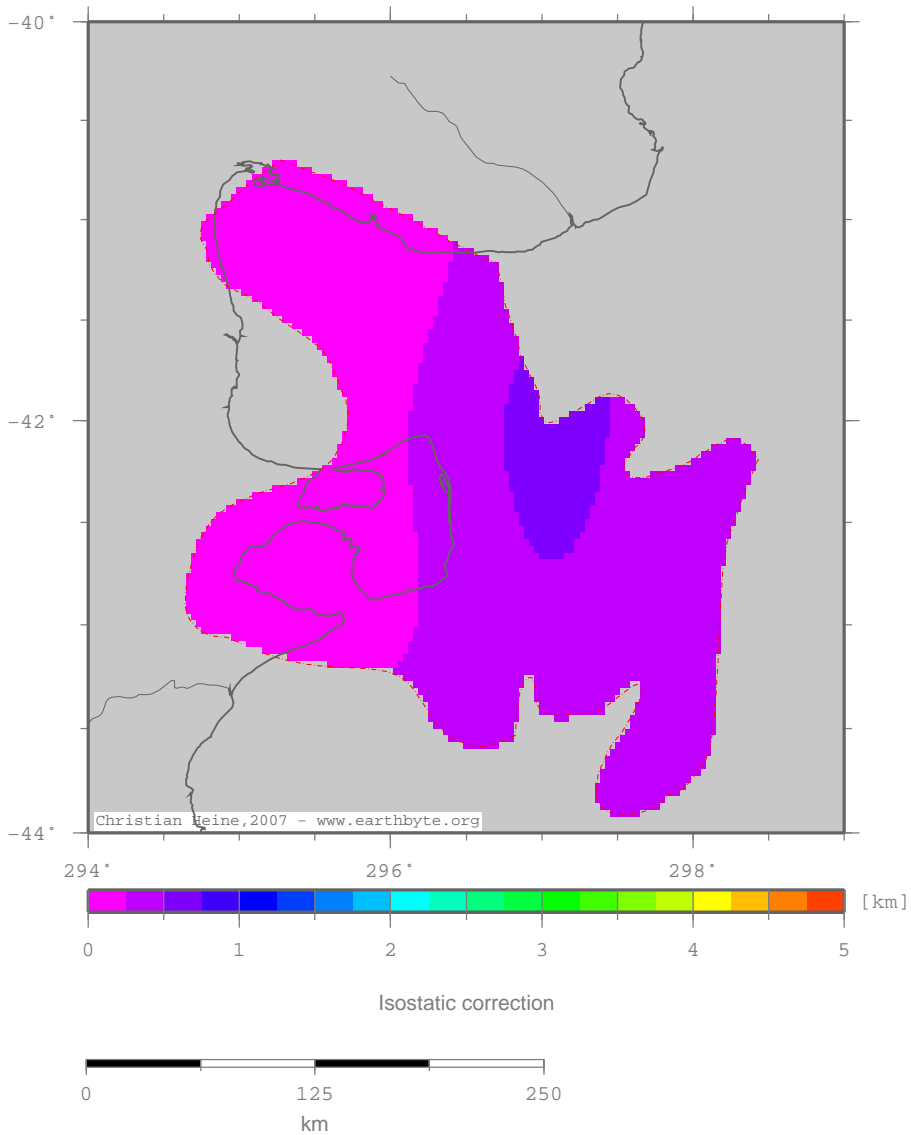 -40°
-42°
-44°
Christian Heine,2007 - www.earthbyte.org
294° 296° 298°
[km]
0 1 2 3 4 5
Isostatic correction
0 125 250
km